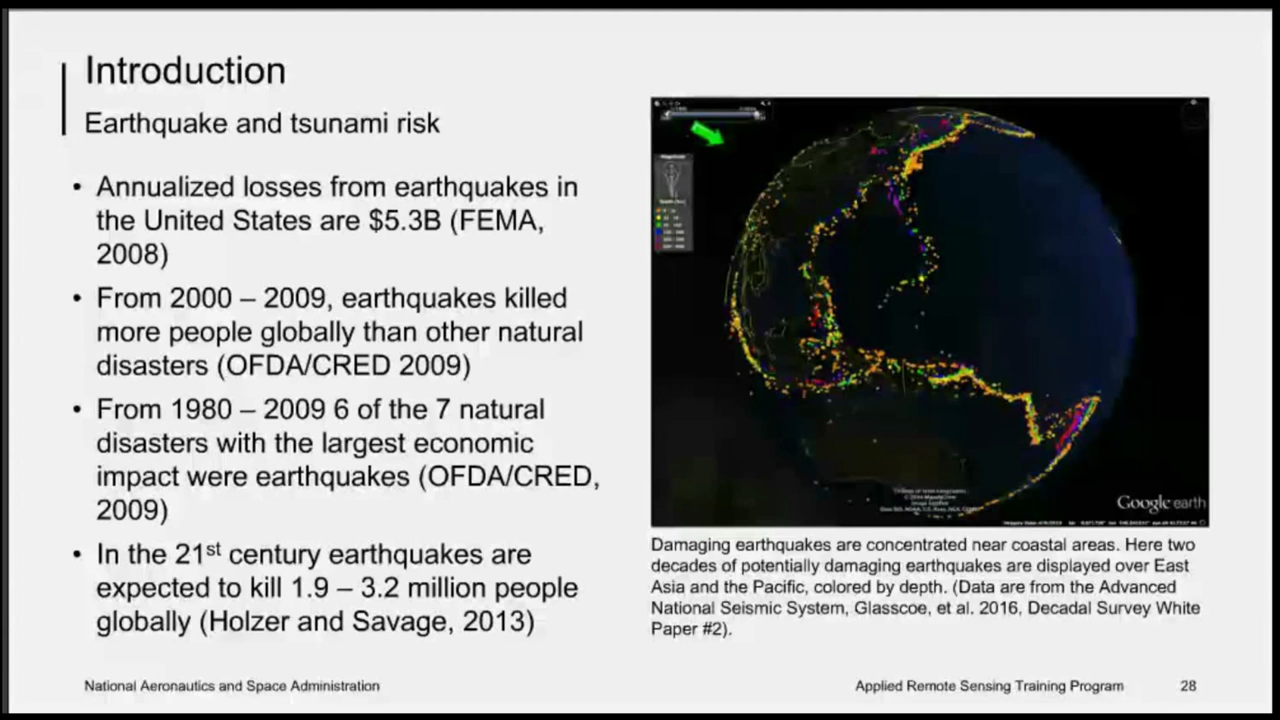 Introduction
Earthquake and tsunami risk
• Annualized losses from earthquakes in
the United States are $5.3B (FEMA,
2008)
• From 2000 – 2009, earthquakes killed
more people globally than other natural
disasters (OFDA/CRED 2009)
• From 1980 – 2009 6 of the 7 natural
disasters with the largest economic
impact were earthquakes (OFDA/CRED,
2009)
• In the 21st century earthquakes are
expected to kill 1.9 – 3.2 million people
globally (Holzer and Savage, 2013)
Google earth
Damaging earthquakes are concentrated near coastal areas. Here two
decades of potentially damaging earthquakes are displayed over East
Asia and the Pacific, colored by depth. (Data are from the Advanced
National Seismic System, Glasscoe, et al. 2016, Decadal Survey White
Paper #2).
National Aeronautics and Space Administration
Applied Remote Sensing Training Program
28